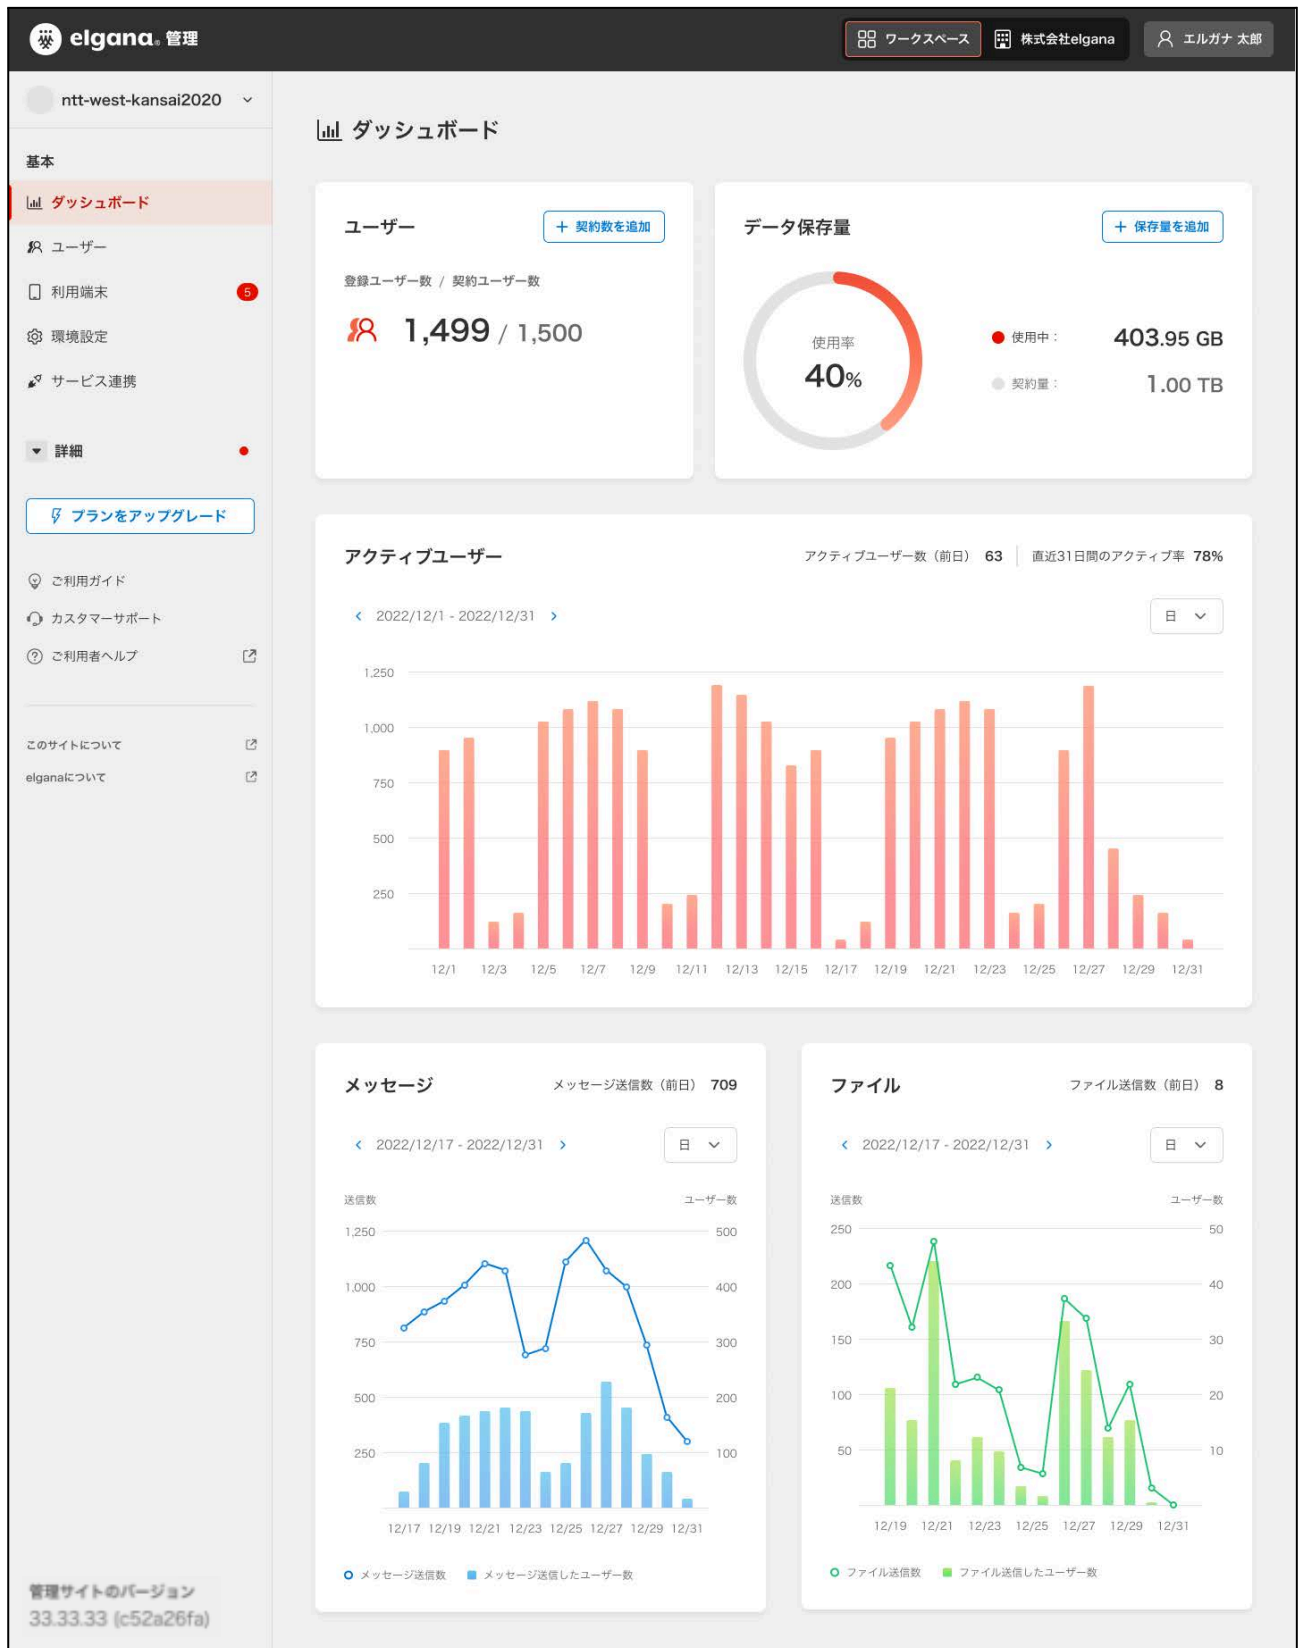 elgana® 管理
ワークスペース
株式会社elgana
エルガナ 太郎
ntt-west-kansai2020
基本
ダッシュボード
ユーザー
利用端末 5
環境設定
サービス連携
詳細
プランをアップグレード
ご利用ガイド
カスタマーサポート
ご利用者ヘルプ
このサイトについて
elganaについて
管理サイトのバージョン
33.33.33 (c52a26fa)
ダッシュボード
ユーザー
+ 契約数を追加
登録ユーザー数 / 契約ユーザー数
1,499 / 1,500
データ保存量
+ 保存量を追加
使用率
40%
使用中： 403.95 GB
契約量： 1.00 TB
アクティブユーザー
アクティブユーザー数（前日） 63
直近31日間のアクティブ率 78%
2022/12/1 - 2022/12/31
日
1,250
1,000
750
500
250
12/1 12/3 12/5 12/7 12/9 12/11 12/13 12/15 12/17 12/19 12/21 12/23 12/25 12/27 12/29 12/31
メッセージ
メッセージ送信数（前日） 709
2022/12/17 - 2022/12/31
日
送信数 ユーザー数
1,250 500
1,000 400
750 300
500 200
250 100
12/17 12/19 12/21 12/23 12/25 12/27 12/29 12/31
メッセージ送信数 メッセージ送信したユーザー数
ファイル
ファイル送信数（前日） 8
2022/12/17 - 2022/12/31
日
送信数 ユーザー数
250 50
200 40
150 30
100 20
50 10
12/19 12/21 12/23 12/25 12/27 12/29 12/31
ファイル送信数 ファイル送信したユーザー数